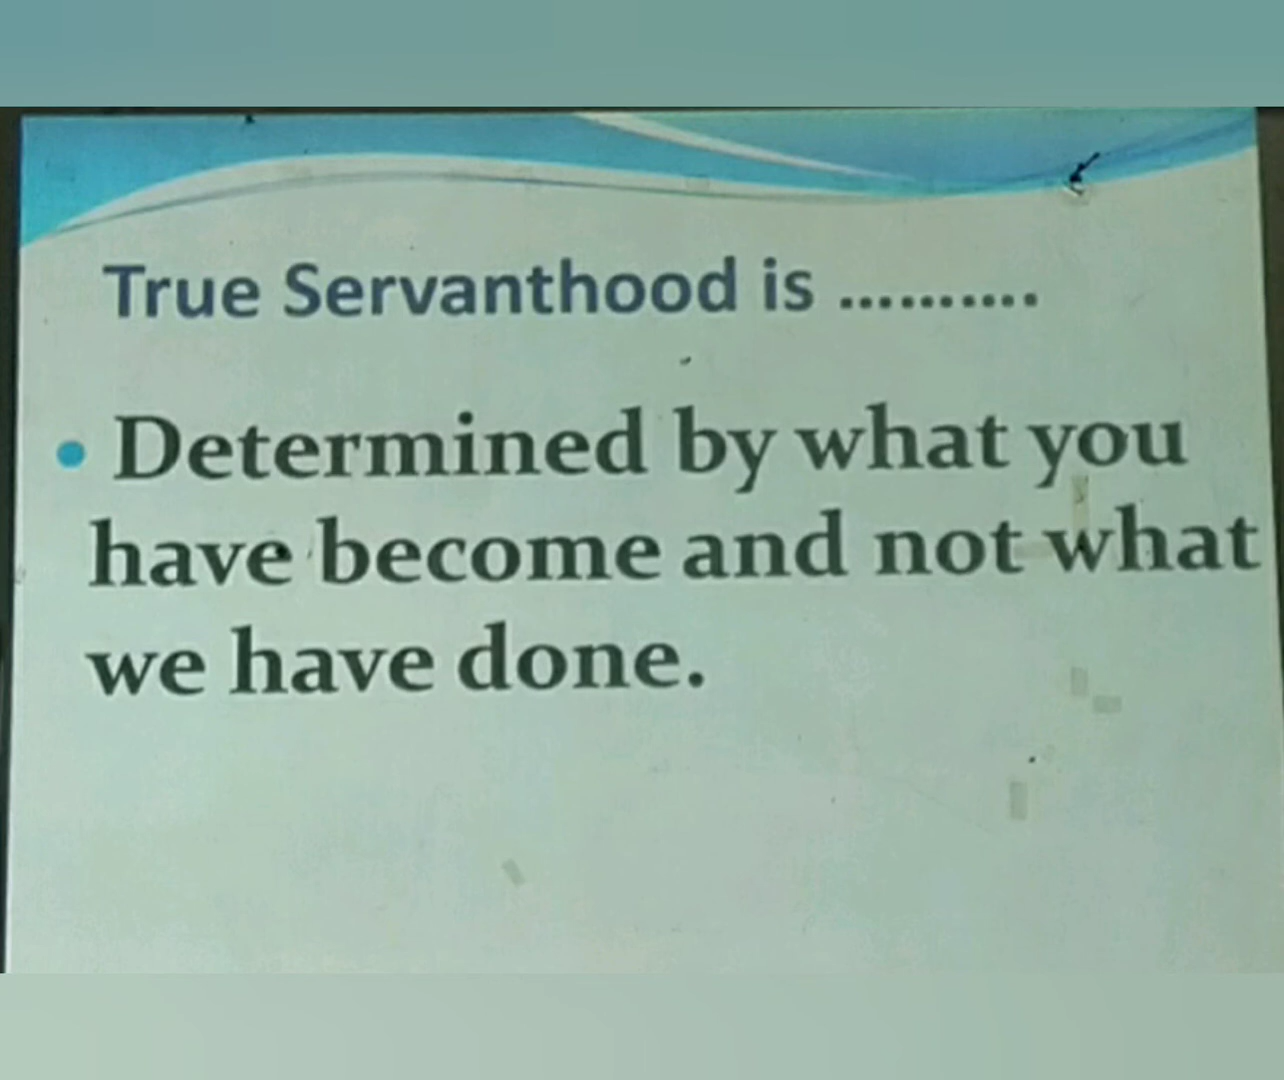 True Servanthood is ..........
• Determined by what you
have become and not what
we have done.